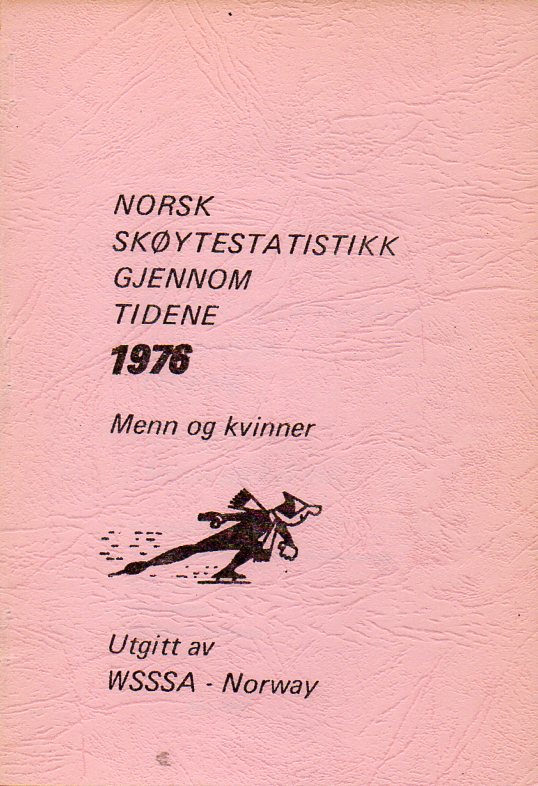 NORSK
SKØYTESTATISTIKK
GJENNOM
TIDENE
1976
Menn og kvinner
Utgitt av
WSSSA - Norway